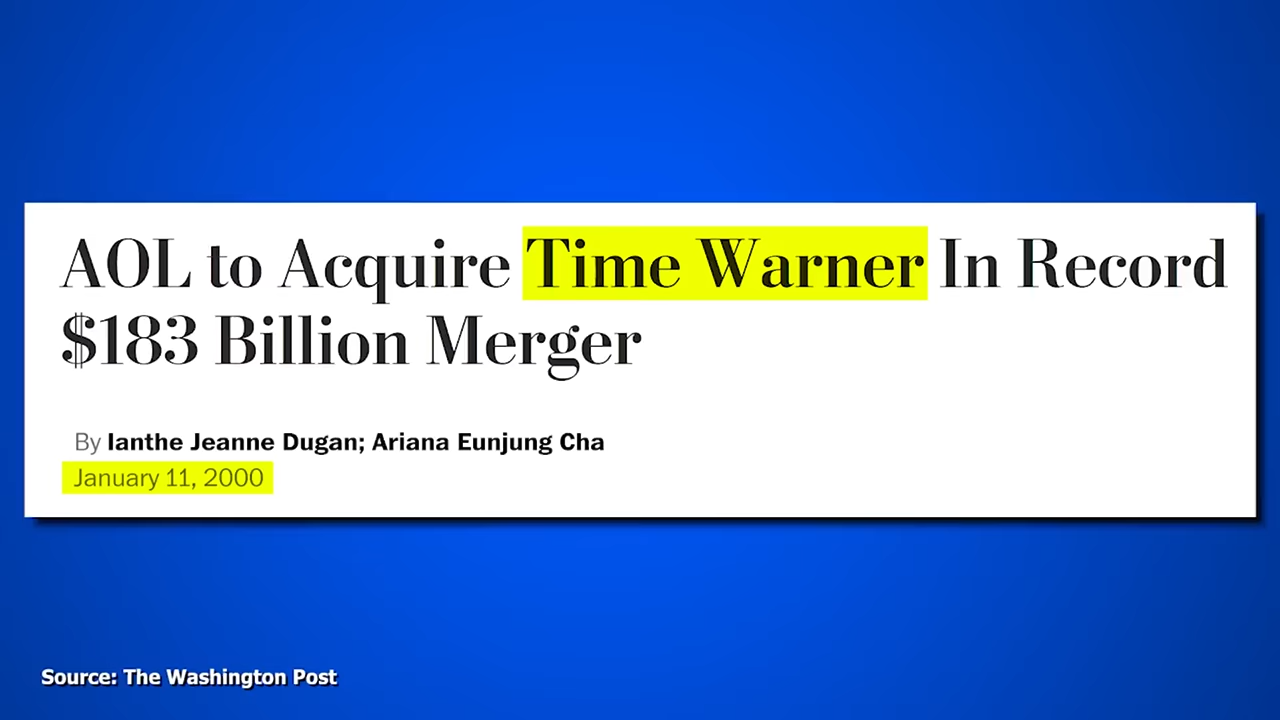 AOL to Acquire Time Warner In Record
$183 Billion Merger
By Ianthe Jeanne Dugan; Ariana Eunjung Cha
January 11, 2000
Source: The Washington Post